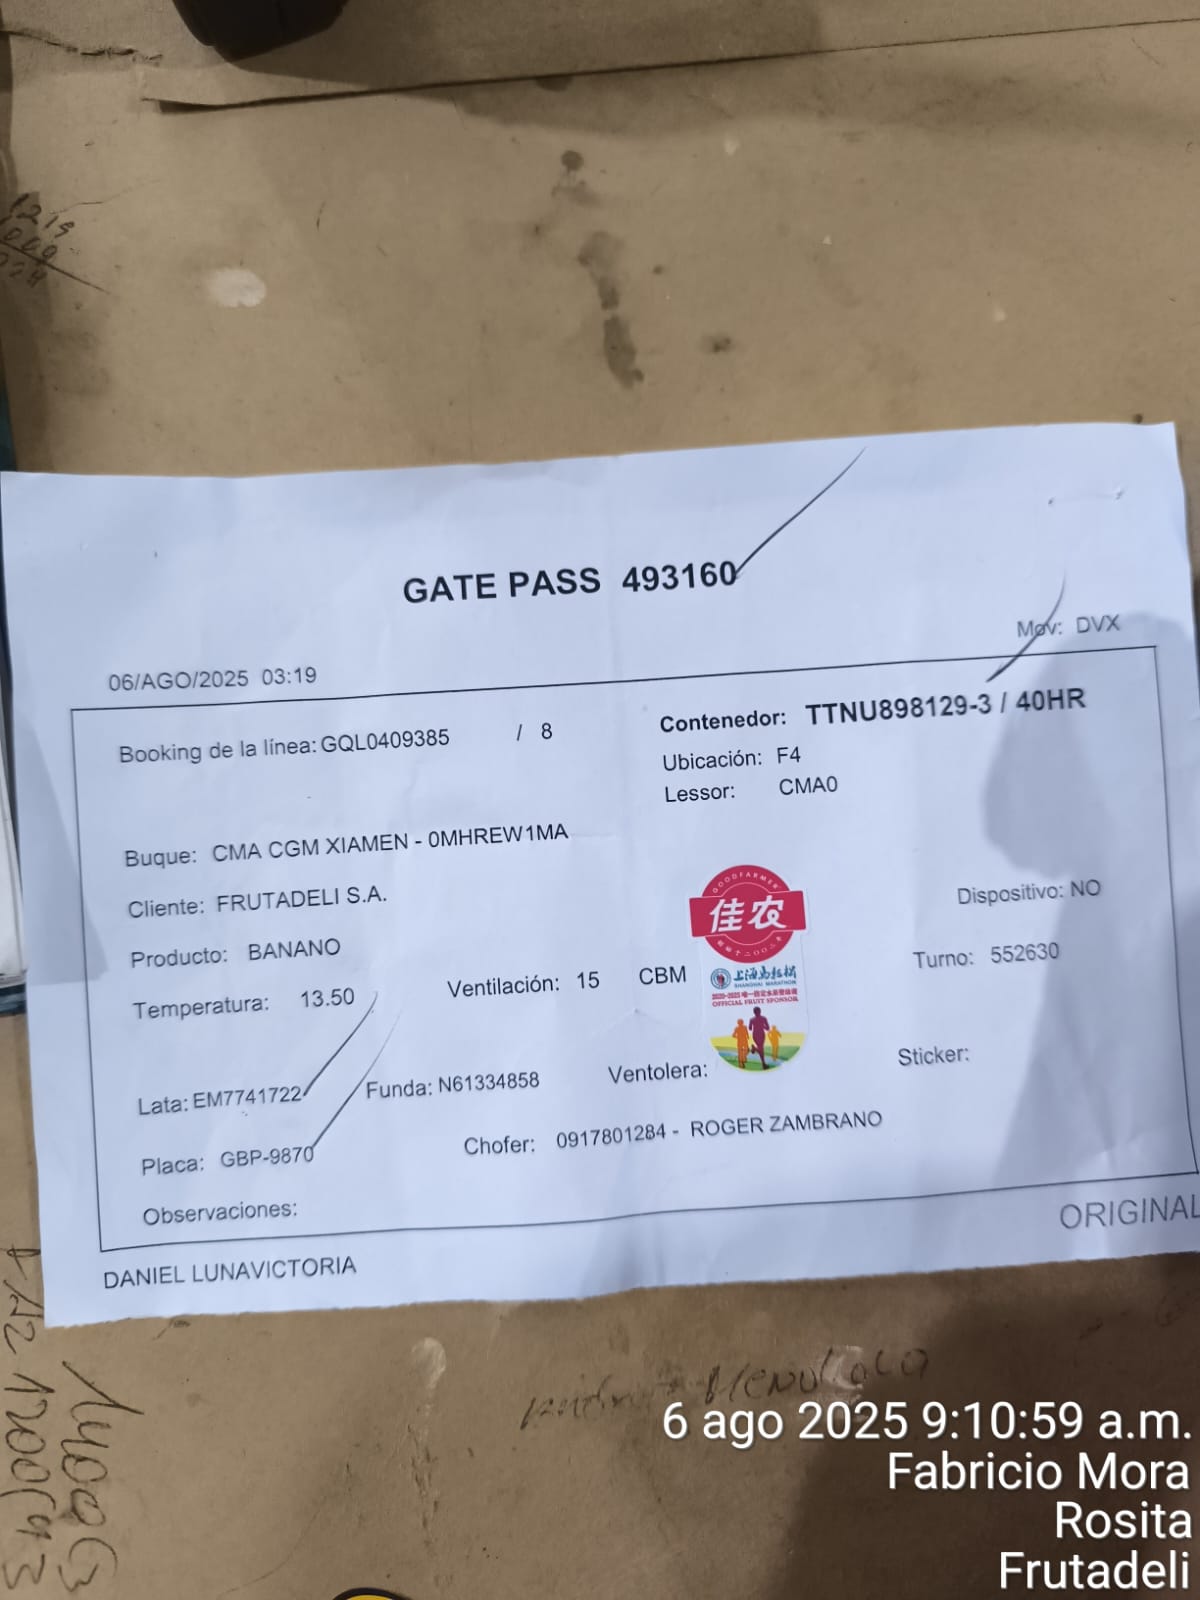 1219
GATE PASS 493160
Mov: DVX
06/AGO/2025 03:19
Booking de la línea: GQL0409385 / 8
Contenedor: TTNU898129-3 / 40HR
Ubicación: F4
Lessor: CMA0
Buque: CMA CGM XIAMEN - 0MHREW1MA
Cliente: FRUTADELI S.A.
Dispositivo: NO
Producto: BANANO
Turno: 552630
Temperatura: 13.50
Ventilación: 15 CBM
GOODFARMER
佳农
上海马拉松
SHANGHAI MARATHON
OFFICIAL FRUIT SPONSOR
Lata: EM7741722
Funda: N61334858
Ventolera:
Sticker:
Placa: GBP-9870
Chofer: 0917801284 - ROGER ZAMBRANO
Observaciones:
ORIGINAL
DANIEL LUNAVICTORIA
6 ago 2025 9:10:59 a.m.
Fabricio Mora
Rosita
Frutadeli